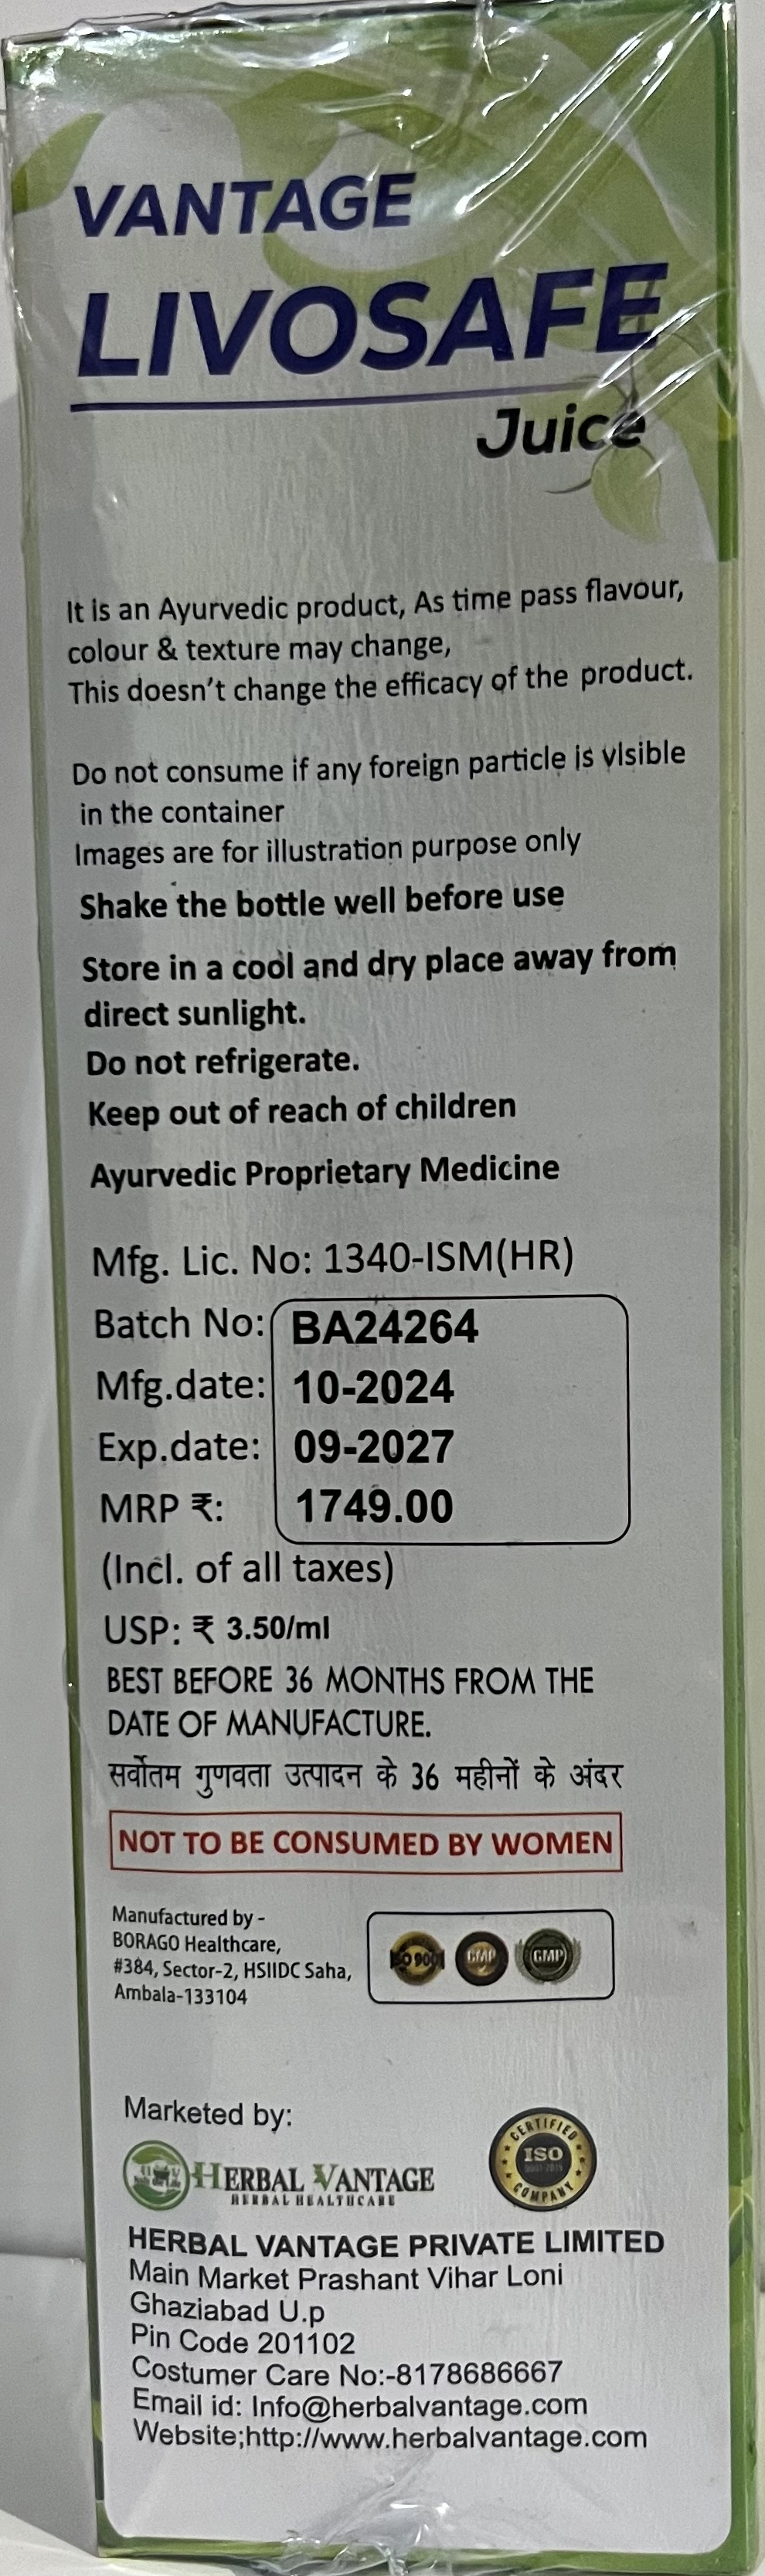 VANTAGE
LIVOSAFE
Juice
It is an Ayurvedic product, As time pass flavour,
colour & texture may change,
This doesn't change the efficacy of the product.
Do not consume if any foreign particle is vIsible
in the container
Images are for illustration purpose only
Shake the bottle well before use
Store in a cool and dry place away from
direct sunlight.
Do not refrigerate.
Keep out of reach of children
Ayurvedic Proprietary Medicine
Mfg. Lic. No: 1340-ISM(HR)
Batch No: BA24264
Mfg.date: 10-2024
Exp.date: 09-2027
MRP ₹: 1749.00
(Incl. of all taxes)
USP: ₹ 3.50/ml
BEST BEFORE 36 MONTHS FROM THE
DATE OF MANUFACTURE.
सर्वोतम गुणवता उत्पादन के 36 महीनों के अंदर
NOT TO BE CONSUMED BY WOMEN
Manufactured by -
BORAGO Healthcare,
#384, Sector-2, HSIIDC Saha,
Ambala-133104
ISO 9001 GMP GMP
Marketed by:
HERBAL VANTAGE
HERBAL HEALTHCARE
CERTIFIED
ISO
COMPANY
HERBAL VANTAGE PRIVATE LIMITED
Main Market Prashant Vihar Loni
Ghaziabad U.p
Pin Code 201102
Costumer Care No:-8178686667
Email id: Info@herbalvantage.com
Website;http://www.herbalvantage.com